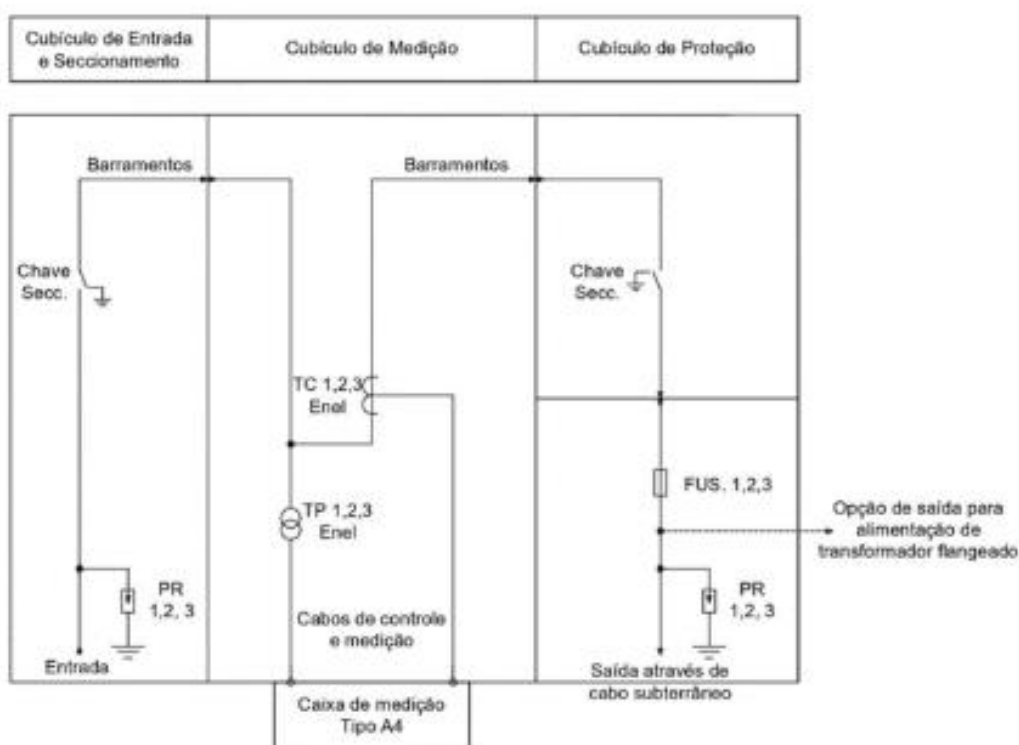 Cubículo de Entrada
e Seccionamento
Cubículo de Medição
Cubículo de Proteção
Barramentos
Barramentos
Chave
Secc.
Chave
Secc.
TC 1,2,3
Enel
TP 1,2,3
Enel
FUS. 1,2,3
Opção de saída para
alimentação de
transformador flangeado
PR
1,2, 3
PR
1,2, 3
Cabos de controle
e medição
Entrada
Saída através de
cabo subterrâneo
Caixa de medição
Tipo A4